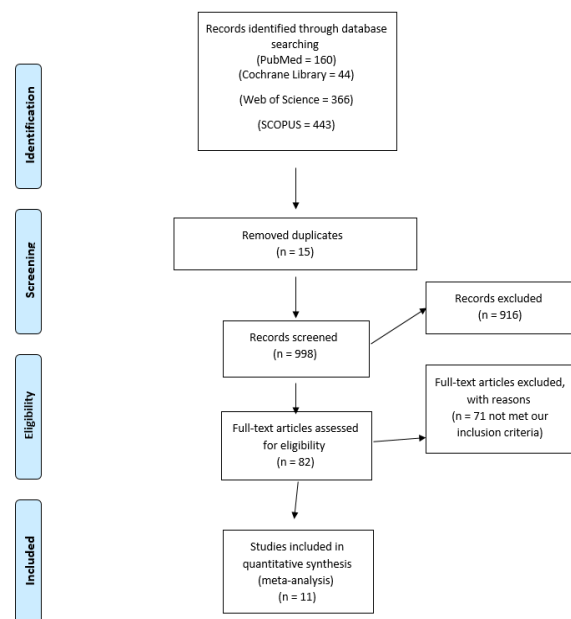 Identification
Records identified through database
searching
(PubMed = 160)
(Cochrane Library = 44)
(Web of Science = 366)
(SCOPUS = 443)
Screening
Removed duplicates
(n = 15)
Records screened
(n = 998)
Records excluded
(n = 916)
Eligibility
Full-text articles assessed
for eligibility
(n = 82)
Full-text articles excluded,
with reasons
(n = 71 not met our
inclusion criteria)
Included
Studies included in
quantitative synthesis
(meta-analysis)
(n = 11)